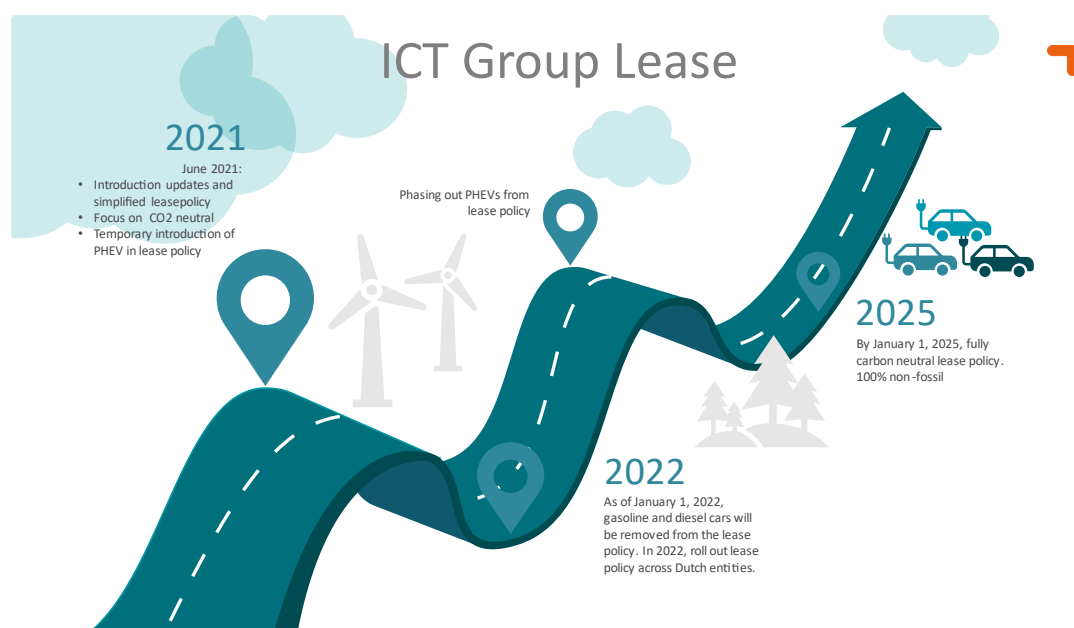 ICT Group Lease
2021
June 2021:
• Introduction updates and
simplified leasepolicy
• Focus on CO2 neutral
• Temporary introduction of
PHEV in lease policy
Phasing out PHEVs from
lease policy
2025
By January 1, 2025, fully
carbon neutral lease policy.
100% non-fossil
2022
As of January 1, 2022,
gasoline and diesel cars will
be removed from the lease
policy. In 2022, roll out lease
policy across Dutch entities.